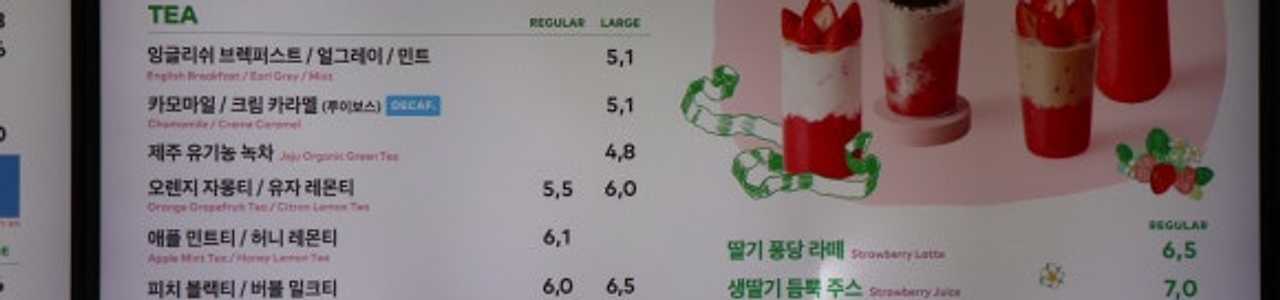 TEA REGULAR LARGE
잉글리쉬 브렉퍼스트 / 얼그레이 / 민트 5,1
English Breakfast / Earl Grey / Mint
카모마일 / 크림 카라멜 (루이보스) DECAF. 5,1
Chamomile / Creme Caramel
제주 유기농 녹차 Jeju Organic Green Tea 4,8
오렌지 자몽티 / 유자 레몬티 5,5 6,0
Orange Grapefruit Tea / Citron Lemon Tea
애플 민트티 / 허니 레몬티 6,1
Apple Mint Tea / Honey Lemon Tea
피치 블랙티 / 버블 밀크티 6,0 6,5
REGULAR
딸기 퐁당 라떼 Strawberry Latte 6,5
생딸기 듬뿍 주스 Strawberry Juice 7,0